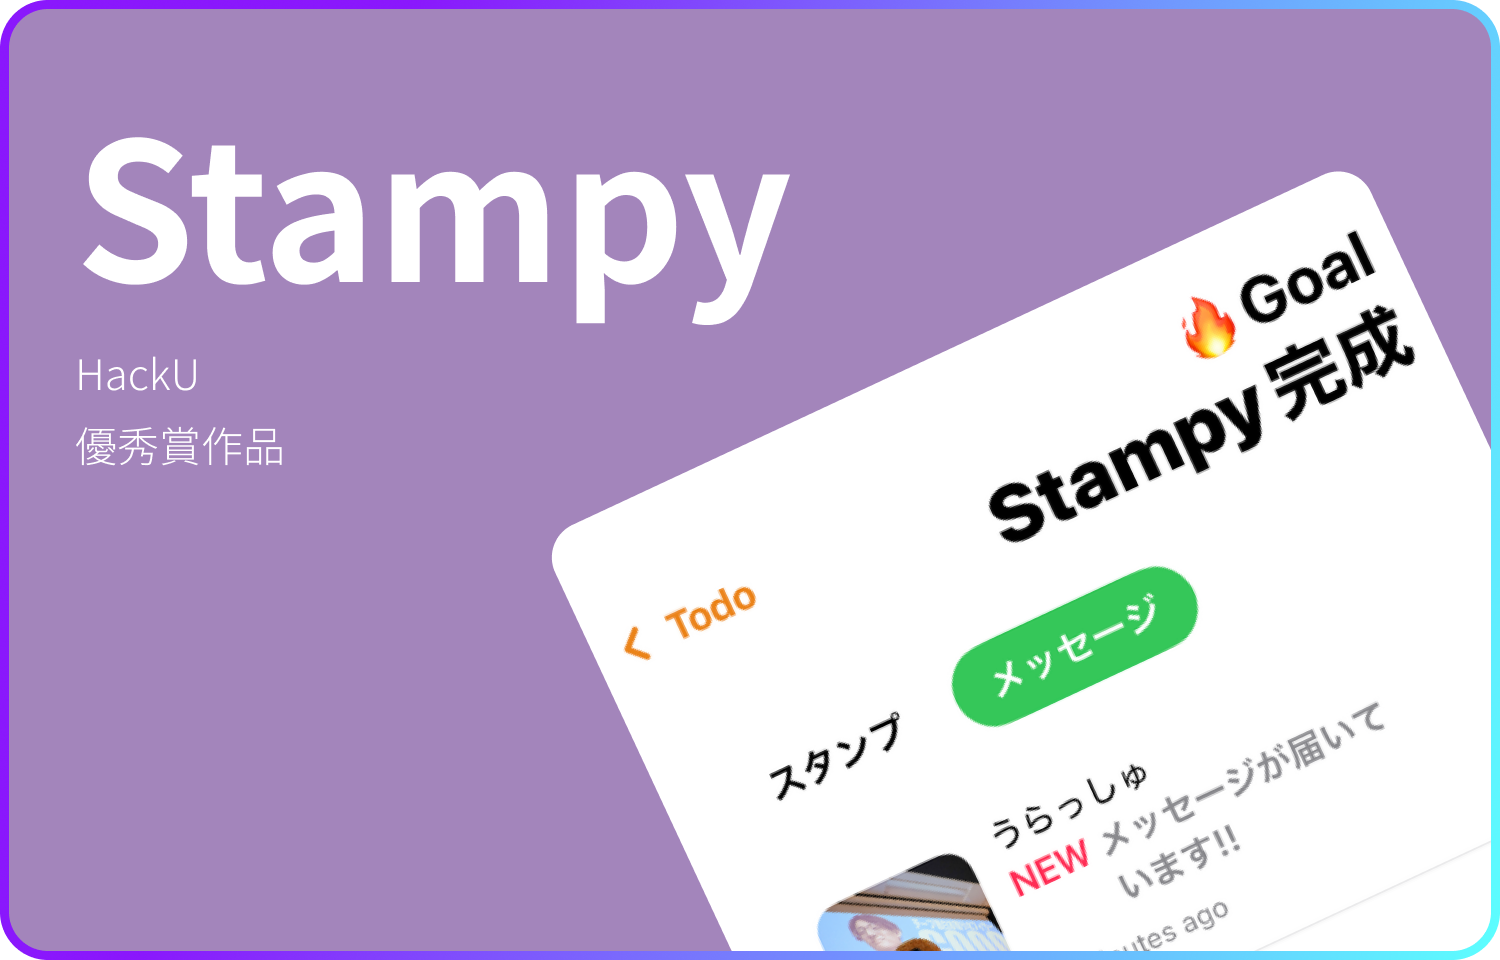 Stampy
HackU
優秀賞作品
🔥Goal
Stampy 完成
Todo
スタンプ
メッセージ
うらっしゅ
NEW メッセージが届いて
います!!
utes ago